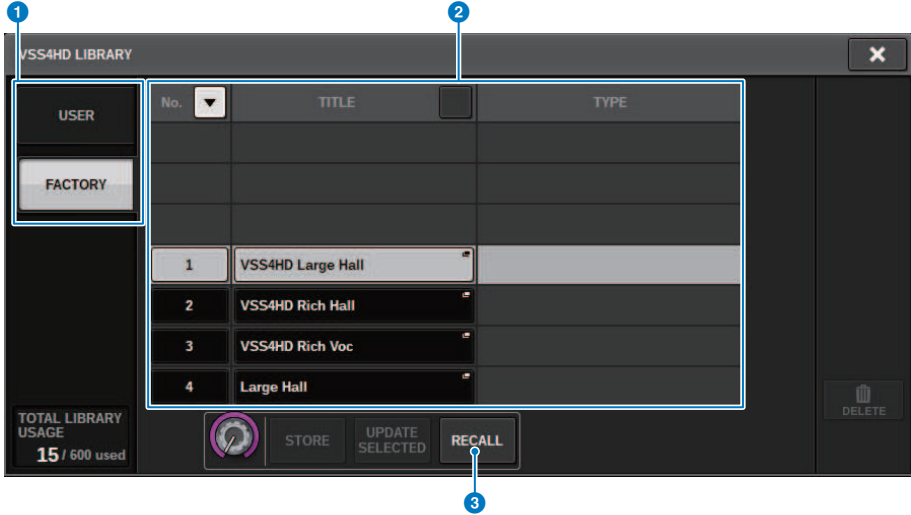 1 2
VSS4HD LIBRARY
USER
FACTORY
No. TITLE TYPE
1 VSS4HD Large Hall
2 VSS4HD Rich Hall
3 VSS4HD Rich Voc
4 Large Hall
TOTAL LIBRARY
USAGE
15 / 600 used
STORE
UPDATE
SELECTED
RECALL
DELETE
3